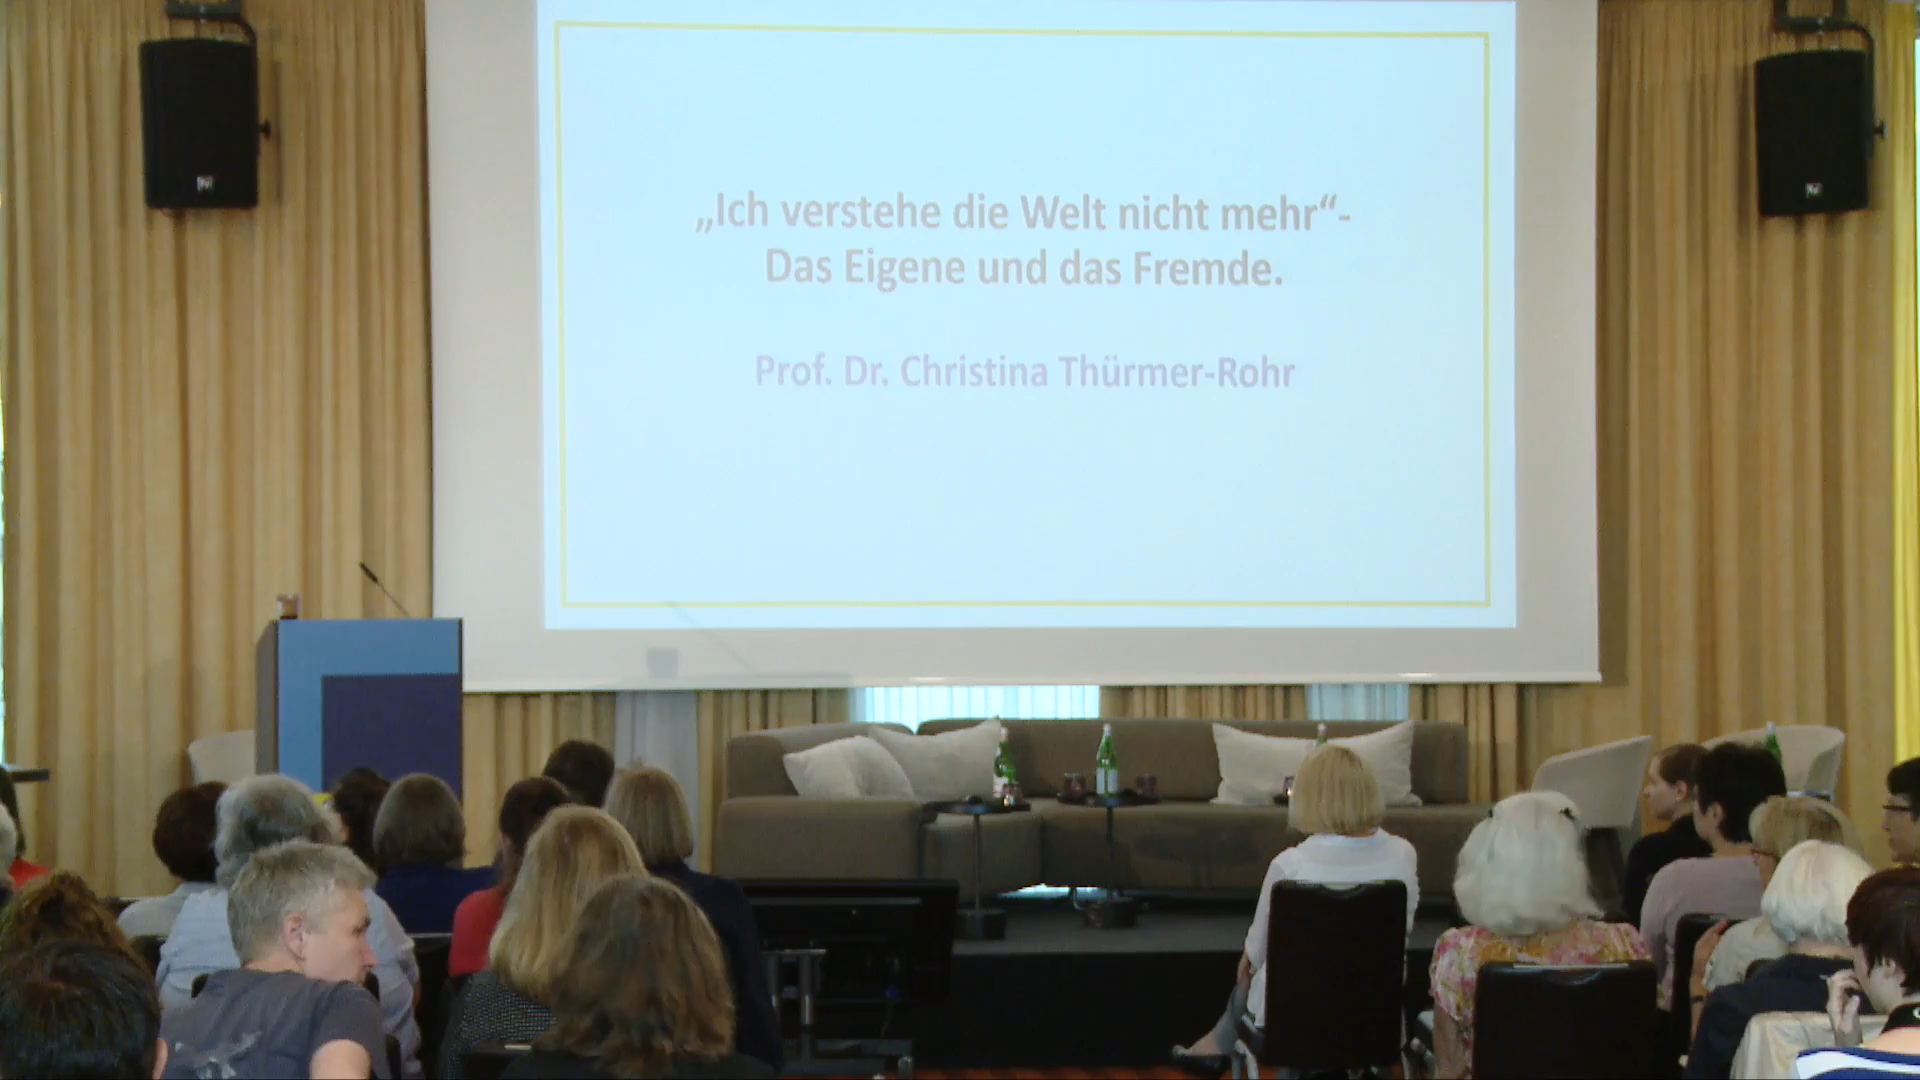 „Ich verstehe die Welt nicht mehr“-
Das Eigene und das Fremde.
Prof. Dr. Christina Thürmer-Rohr